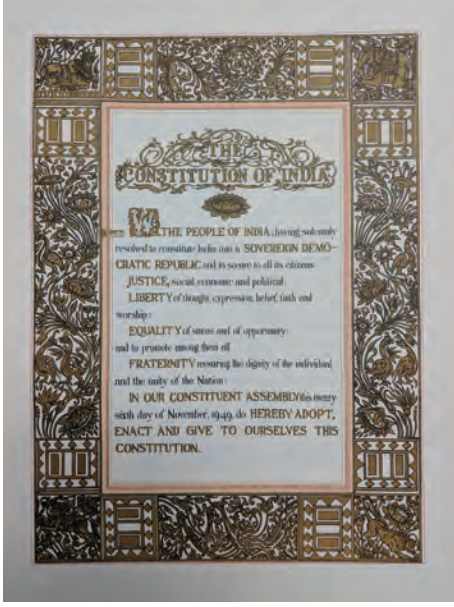 THE
CONSTITUTION OF INDIA
WE, THE PEOPLE OF INDIA, having solemnly
resolved to constitute India into a SOVEREIGN DEMO-
CRATIC REPUBLIC and to secure to all its citizens:
JUSTICE, social, economic and political;
LIBERTY of thought, expression, belief, faith and
worship;
EQUALITY of status and of opportunity;
and to promote among them all
FRATERNITY assuring the dignity of the individual
and the unity of the Nation;
IN OUR CONSTITUENT ASSEMBLY this twenty
sixth day of November, 1949, do HEREBY ADOPT,
ENACT AND GIVE TO OURSELVES THIS
CONSTITUTION.